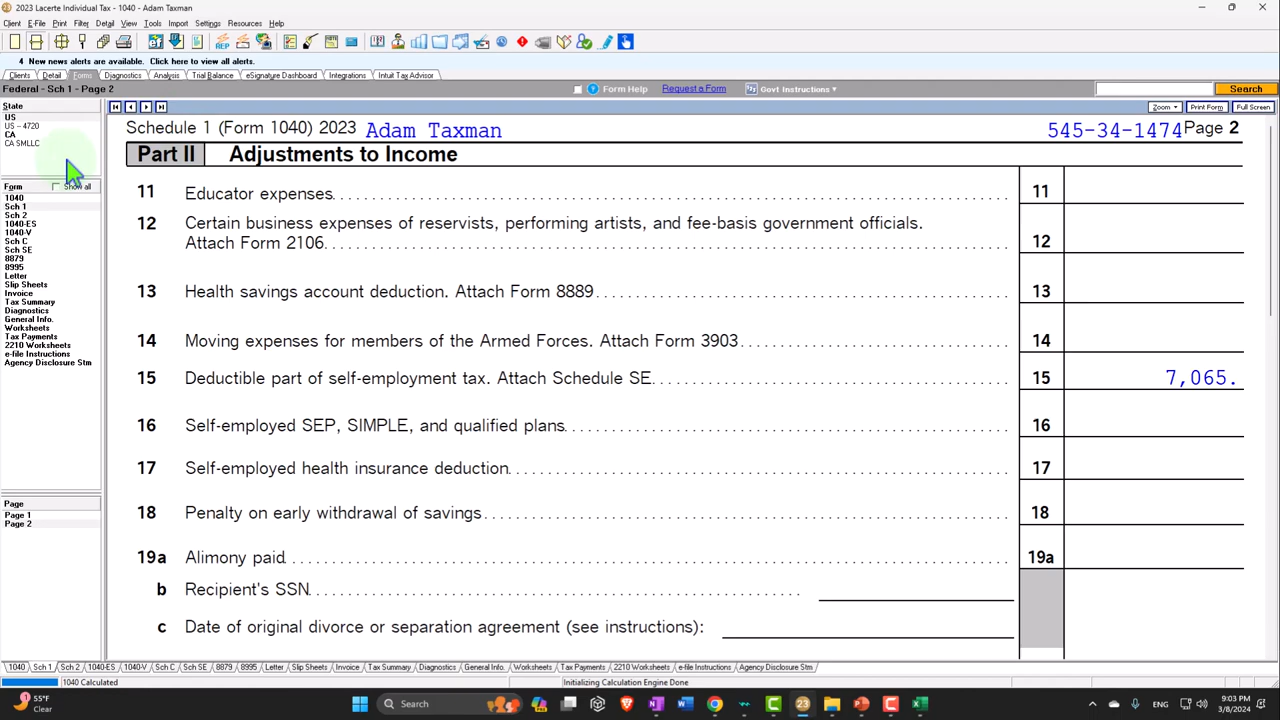 2023 Lacerte Individual Tax - 1040 - Adam Taxman
Client E-File Print Filter Detail View Tools Import Settings Resources Help
REP
4 New news alerts are available. Click here to view all alerts.
Clients Detail Forms Diagnostics Analysis Trial Balance eSignature Dashboard Integrations Intuit Tax Advisor
Federal - Sch 1 - Page 2
Form Help Request a Form Govt Instructions Search
State
US
US - 4720
CA
CA SMLLC
Form Show all
1040
Sch 1
Sch 2
1040-ES
1040-V
Sch C
Sch SE
8879
8995
Letter
Slip Sheets
Invoice
Tax Summary
Diagnostics
General Info.
Worksheets
Tax Payments
2210 Worksheets
e-file Instructions
Agency Disclosure Stm
Page
Page 1
Page 2
Zoom Print Form Full Screen
Schedule 1 (Form 1040) 2023 Adam Taxman 545-34-1474 Page 2
Part II Adjustments to Income
11 Educator expenses 11
12 Certain business expenses of reservists, performing artists, and fee-basis government officials.
Attach Form 2106 12
13 Health savings account deduction. Attach Form 8889 13
14 Moving expenses for members of the Armed Forces. Attach Form 3903 14
15 Deductible part of self-employment tax. Attach Schedule SE 15 7,065.
16 Self-employed SEP, SIMPLE, and qualified plans 16
17 Self-employed health insurance deduction 17
18 Penalty on early withdrawal of savings 18
19a Alimony paid 19a
b Recipient's SSN
c Date of original divorce or separation agreement (see instructions):
1040 Sch 1 Sch 2 1040-ES 1040-V Sch C Sch SE 8879 8995 Letter Slip Sheets Invoice Tax Summary Diagnostics General Info. Worksheets Tax Payments 2210 Worksheets e-file Instructions Agency Disclosure Stm
1040 Calculated Initializing Calculation Engine Done
55°F
Clear
Search
23
9:03 PM
3/8/2024